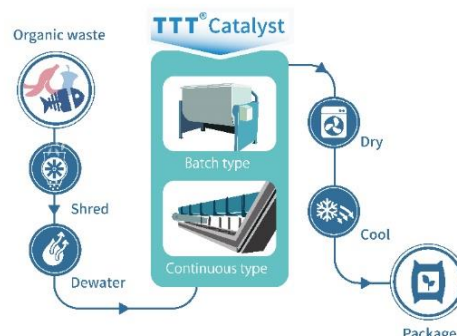 Organic waste
Shred
Dewater
TTT® Catalyst
Batch type
Continuous type
Dry
Cool
Package